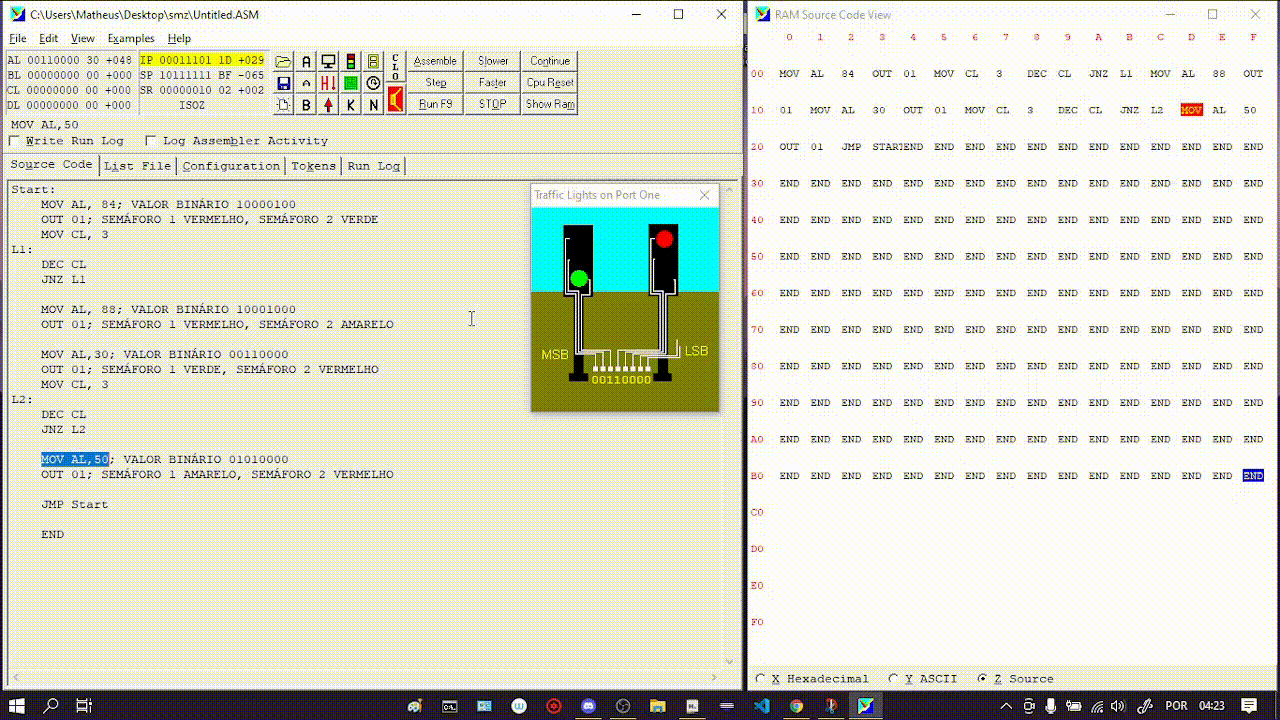 C:\Users\Matheus\Desktop\smz\Untitled.ASM
File Edit View Examples Help
AL 00110000 30 +048 IP 00011101 1D +029
BL 00000000 00 +000 SP 10111111 BF -065
CL 00000000 00 +000 SR 00000010 02 +002
DL 00000000 00 +000 ISOZ
A
H
B K N
CLO
Assemble Slower Continue
Step Faster Cpu Reset
Run F9 STOP Show Ram
MOV AL,50
Write Run Log Log Assembler Activity
Source Code List File Configuration Tokens Run Log
Start:
MOV AL, 84; VALOR BINÁRIO 10000100
OUT 01; SEMÁFORO 1 VERMELHO, SEMÁFORO 2 VERDE
MOV CL, 3
L1:
DEC CL
JNZ L1
MOV AL, 88; VALOR BINÁRIO 10001000
OUT 01; SEMÁFORO 1 VERMELHO, SEMÁFORO 2 AMARELO
MOV AL,30; VALOR BINÁRIO 00110000
OUT 01; SEMÁFORO 1 VERDE, SEMÁFORO 2 VERMELHO
MOV CL, 3
L2:
DEC CL
JNZ L2
MOV AL,50; VALOR BINÁRIO 01010000
OUT 01; SEMÁFORO 1 AMARELO, SEMÁFORO 2 VERMELHO
JMP Start
END
Traffic Lights on Port One
MSB LSB
00110000
RAM Source Code View
0 1 2 3 4 5 6 7 8 9 A B C D E F
00 MOV AL 84 OUT 01 MOV CL 3 DEC CL JNZ L1 MOV AL 88 OUT
10 01 MOV AL 30 OUT 01 MOV CL 3 DEC CL JNZ L2 MOV AL 50
20 OUT 01 JMP START END END END END END END END END END END END END
30 END END END END END END END END END END END END END END END END
40 END END END END END END END END END END END END END END END END
50 END END END END END END END END END END END END END END END END
60 END END END END END END END END END END END END END END END END
70 END END END END END END END END END END END END END END END END
80 END END END END END END END END END END END END END END END END
90 END END END END END END END END END END END END END END END END
A0 END END END END END END END END END END END END END END END END
B0 END END END END END END END END END END END END END END END END
C0
D0
E0
F0
X Hexadecimal Y ASCII Z Source
POR 04:23